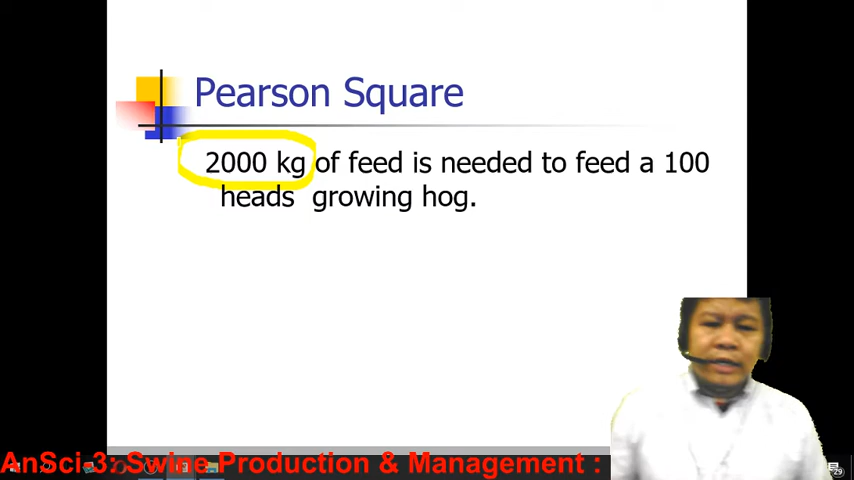 Pearson Square
2000 kg of feed is needed to feed a 100
heads growing hog.
AnSci 3: Swine Production & Management :